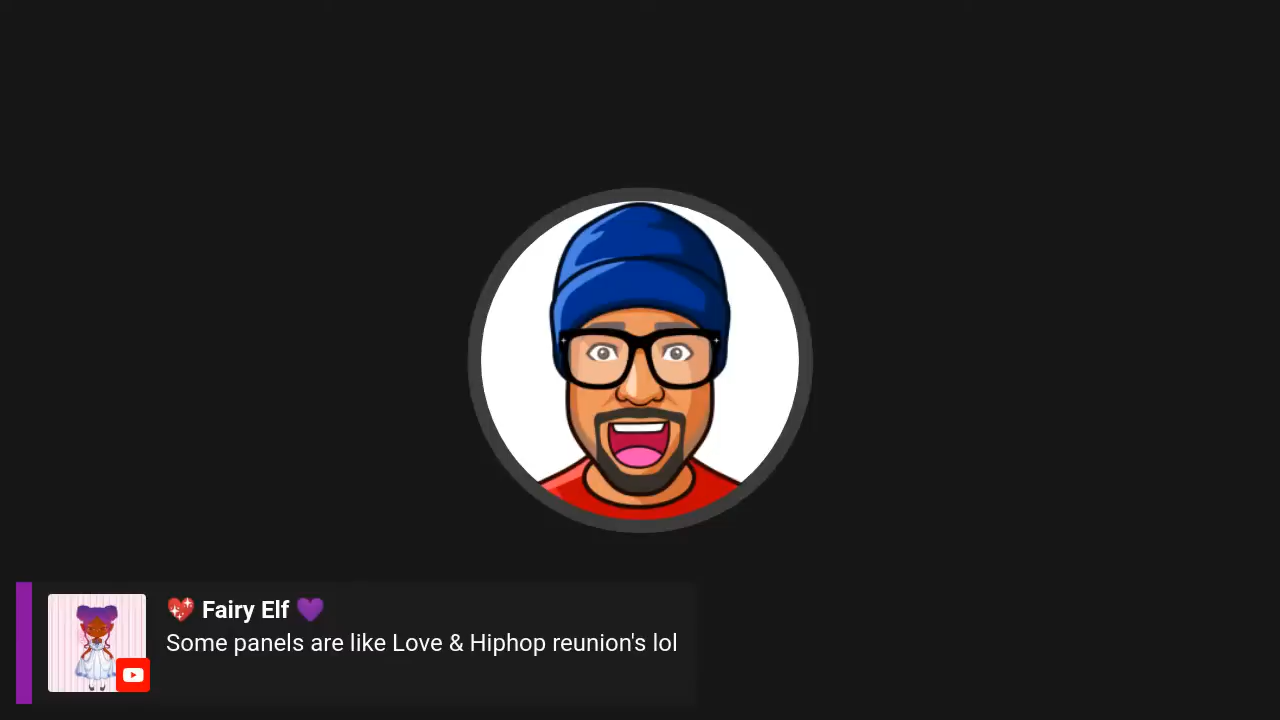 💖 Fairy Elf 💜
Some panels are like Love & Hiphop reunion's lol